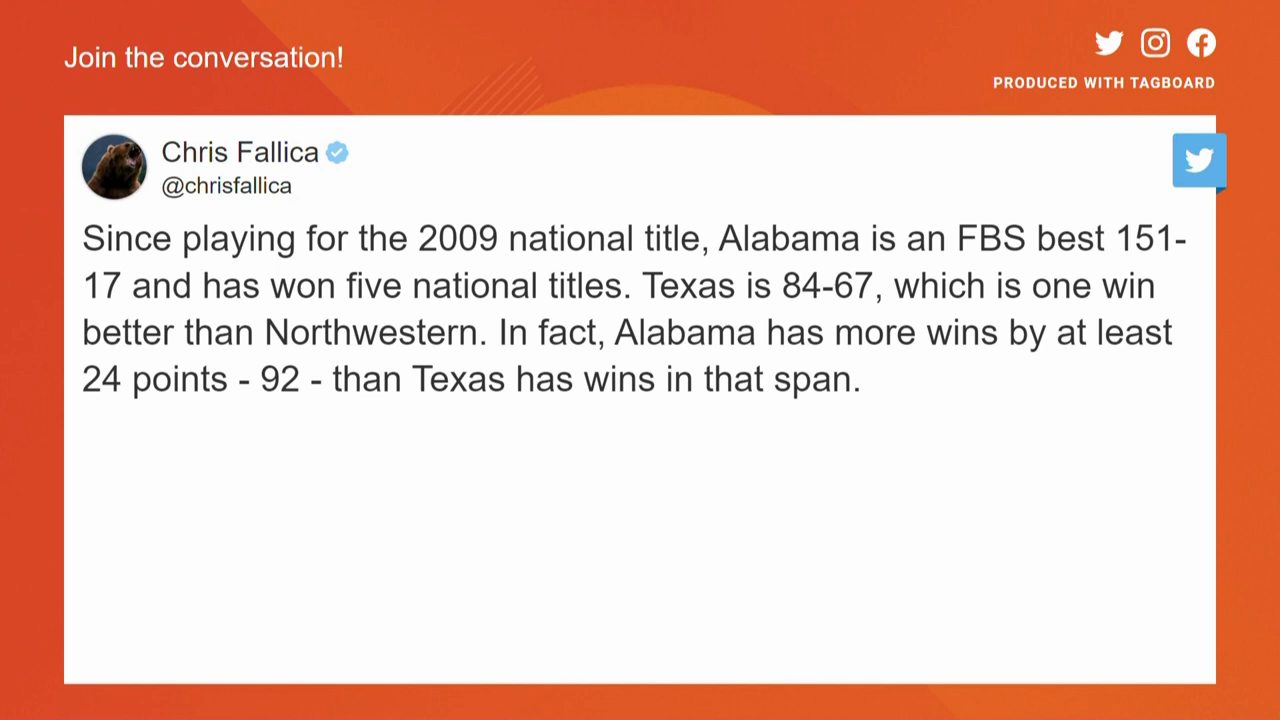 Join the conversation!
PRODUCED WITH TAGBOARD
Chris Fallica
@chrisfallica
Since playing for the 2009 national title, Alabama is an FBS best 151-
17 and has won five national titles. Texas is 84-67, which is one win
better than Northwestern. In fact, Alabama has more wins by at least
24 points - 92 - than Texas has wins in that span.